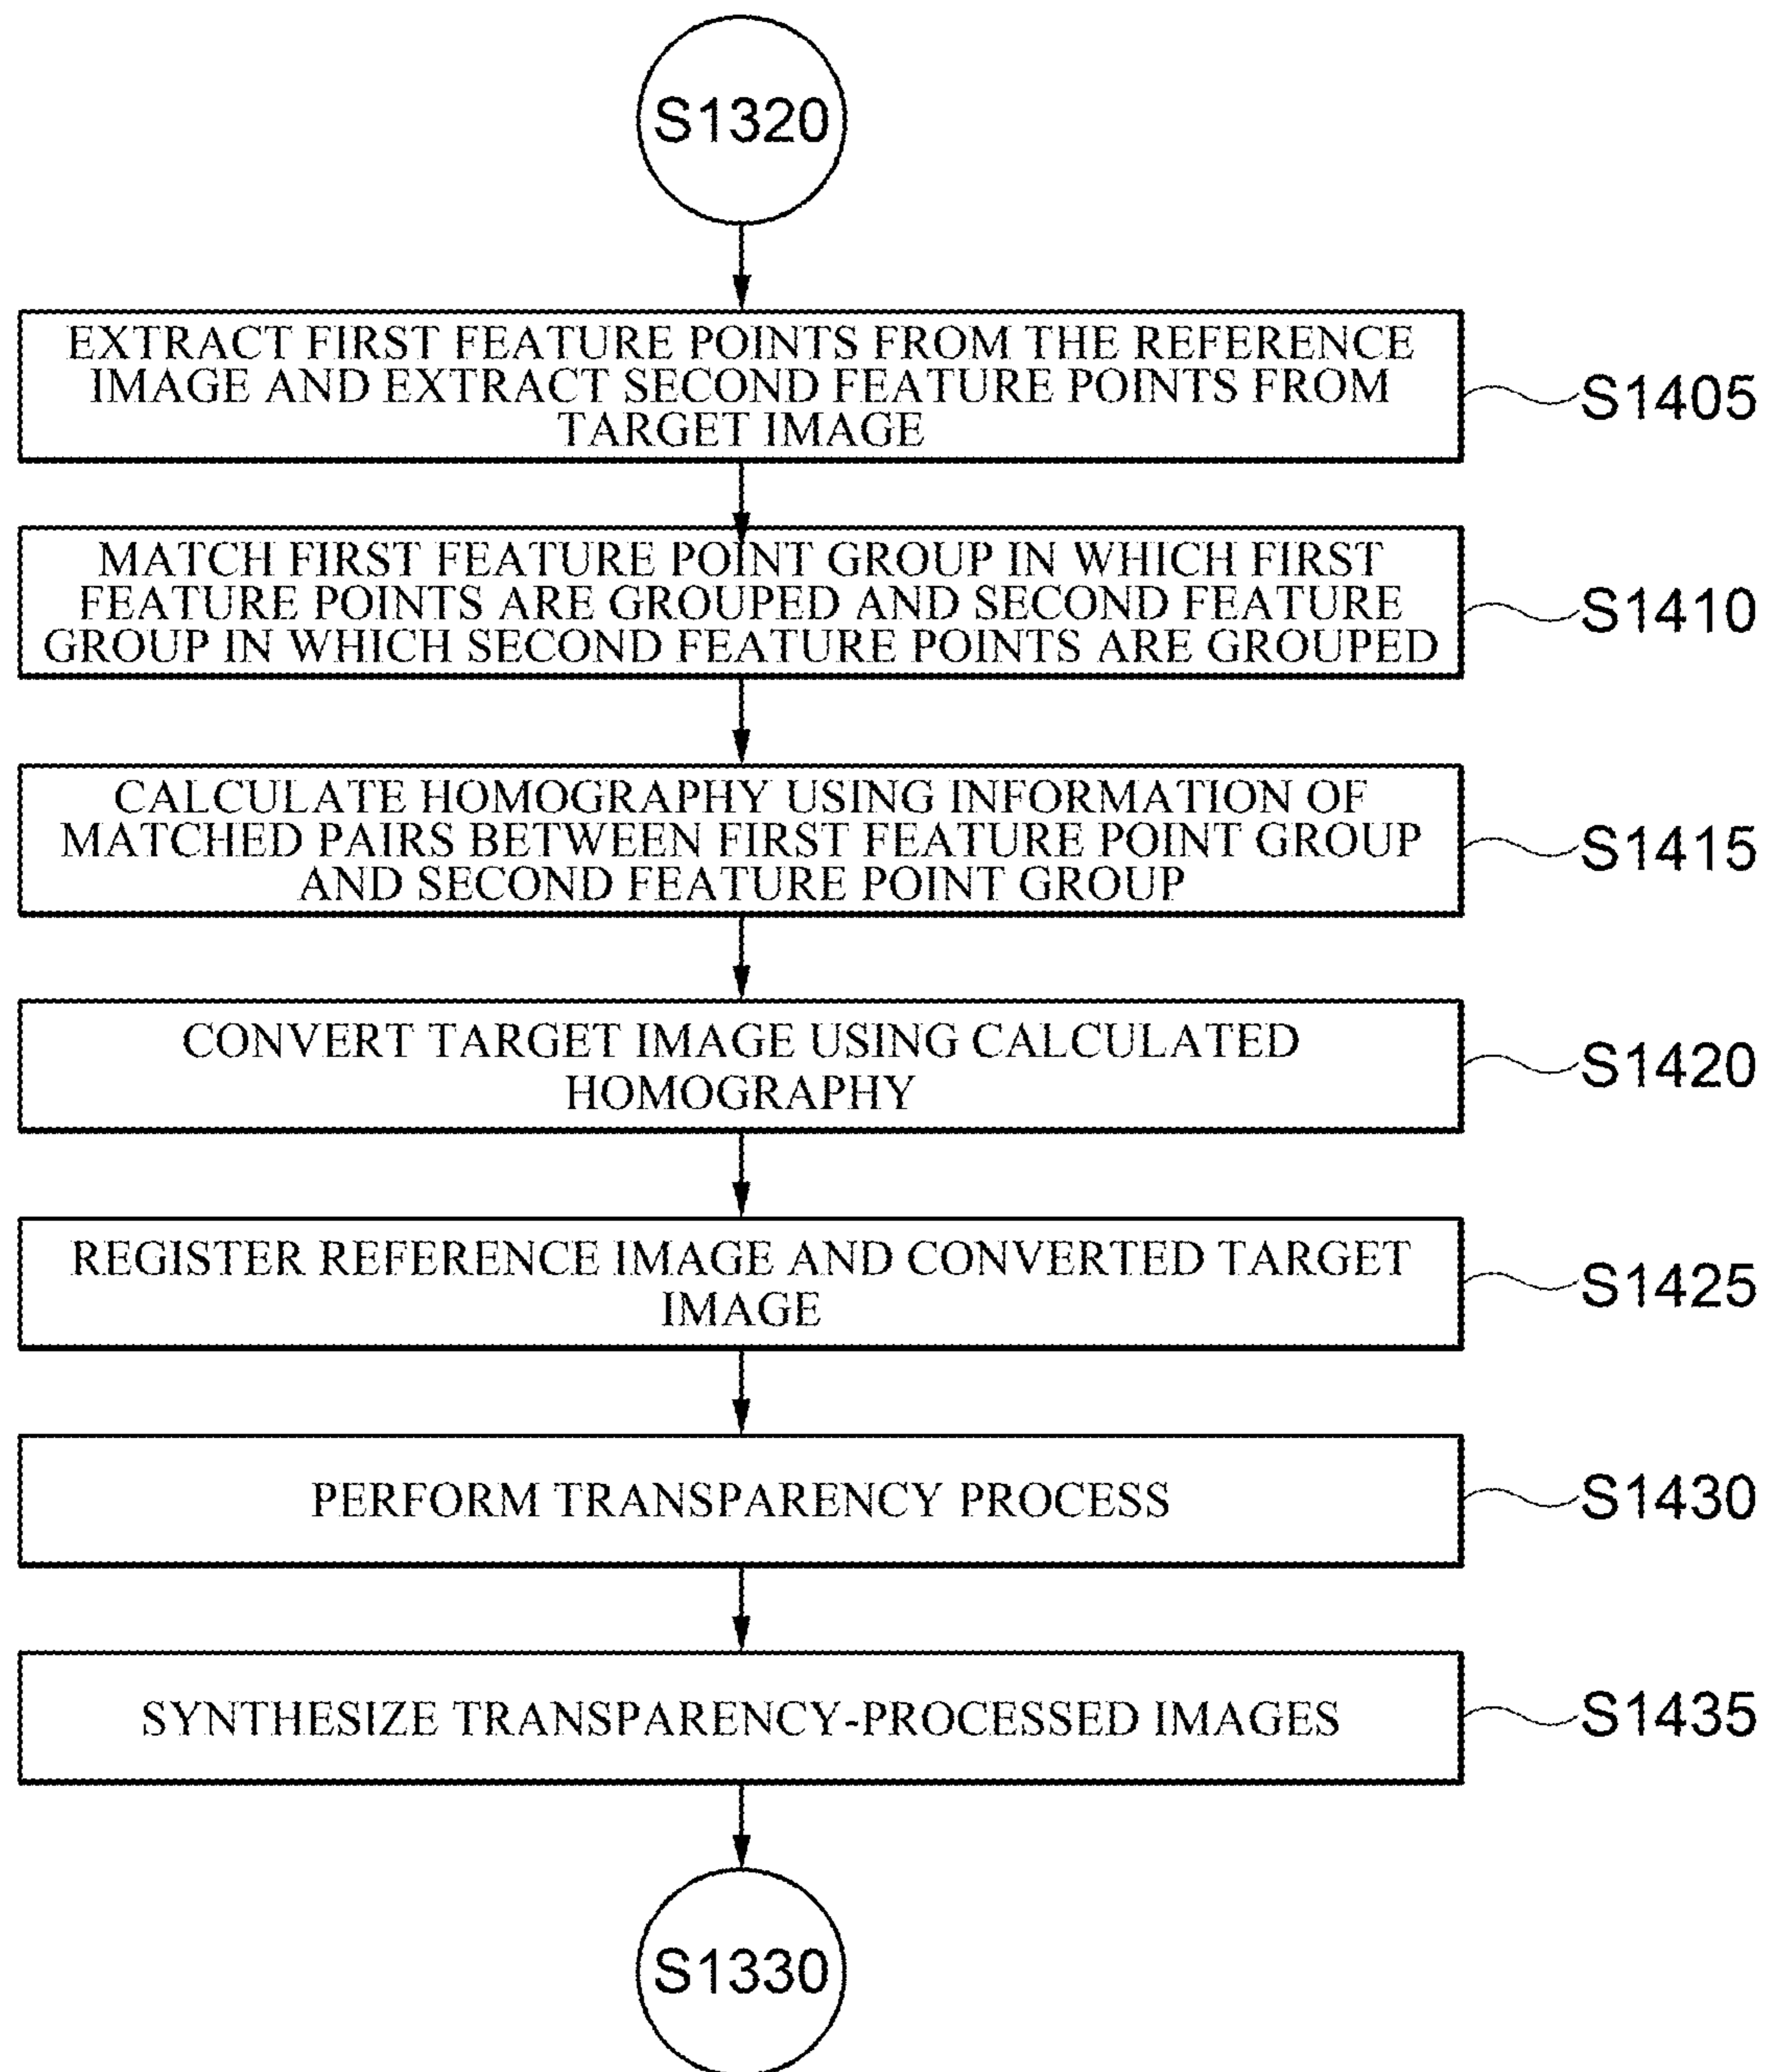 S1320
EXTRACT FIRST FEATURE POINTS FROM THE REFERENCE
IMAGE AND EXTRACT SECOND FEATURE POINTS FROM
TARGET IMAGE
S1405
MATCH FIRST FEATURE POINT GROUP IN WHICH FIRST
FEATURE POINTS ARE GROUPED AND SECOND FEATURE
GROUP IN WHICH SECOND FEATURE POINTS ARE GROUPED
S1410
CALCULATE HOMOGRAPHY USING INFORMATION OF
MATCHED PAIRS BETWEEN FIRST FEATURE POINT GROUP
AND SECOND FEATURE POINT GROUP
S1415
CONVERT TARGET IMAGE USING CALCULATED
HOMOGRAPHY
S1420
REGISTER REFERENCE IMAGE AND CONVERTED TARGET
IMAGE
S1425
PERFORM TRANSPARENCY PROCESS
S1430
SYNTHESIZE TRANSPARENCY-PROCESSED IMAGES
S1435
S1330